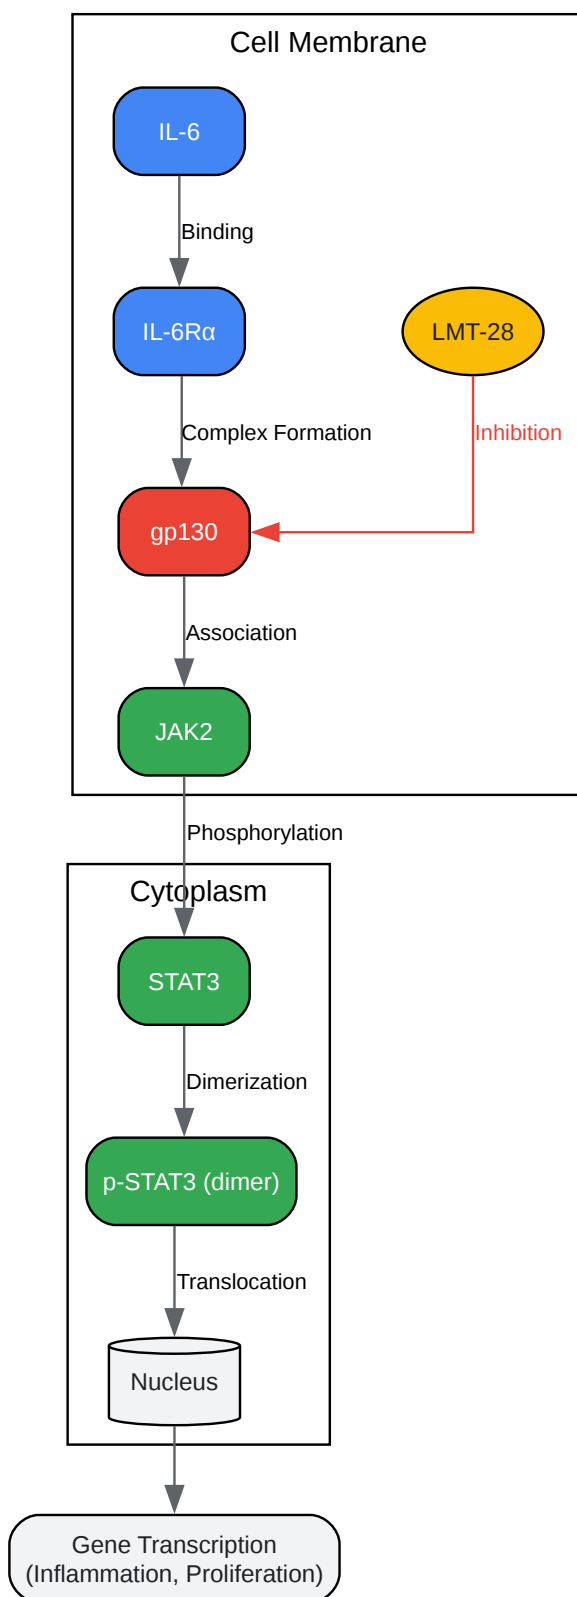 Cell Membrane
IL-6
Binding
IL-6Rα
LMT-28
Complex Formation
Inhibition
gp130
Association
JAK2
Phosphorylation
Cytoplasm
STAT3
Dimerization
p-STAT3 (dimer)
Translocation
Nucleus
Gene Transcription
(Inflammation, Proliferation)